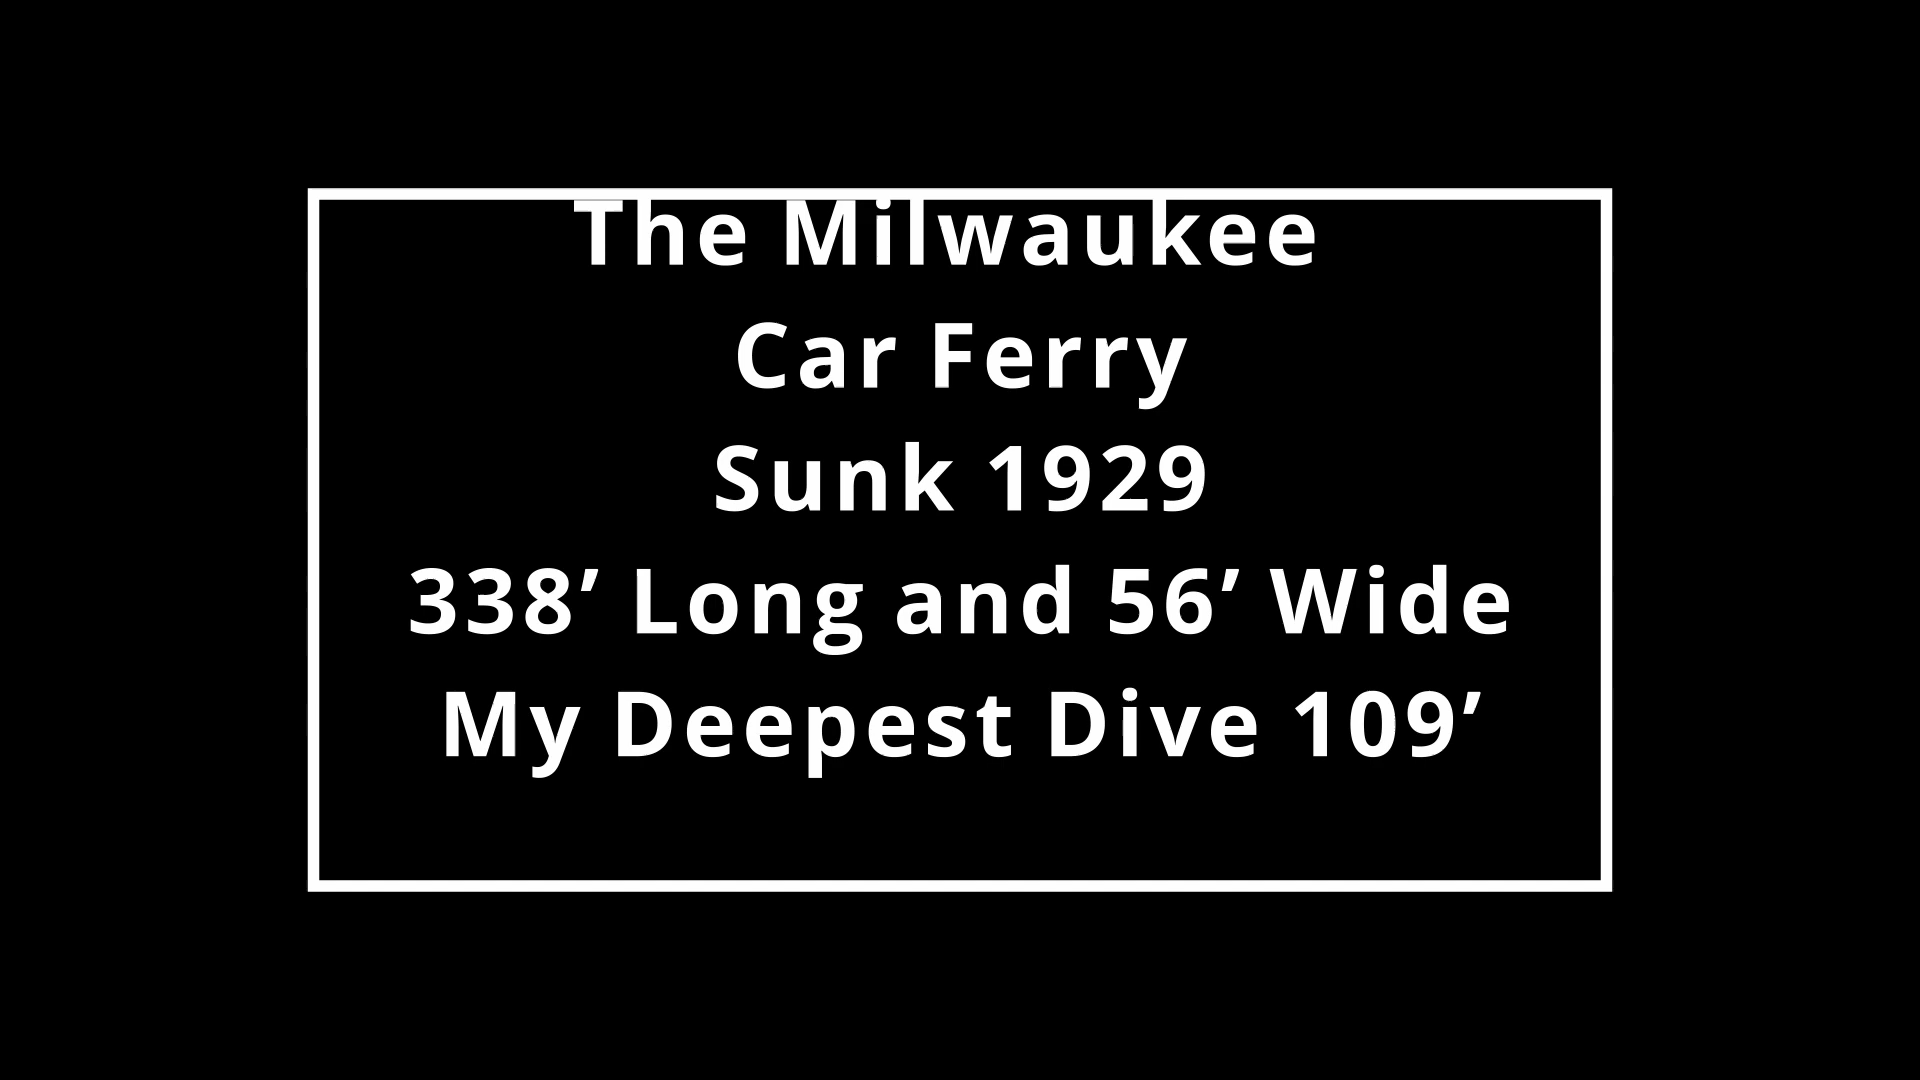 The Milwaukee
Car Ferry
Sunk 1929
338’ Long and 56’ Wide
My Deepest Dive 109’